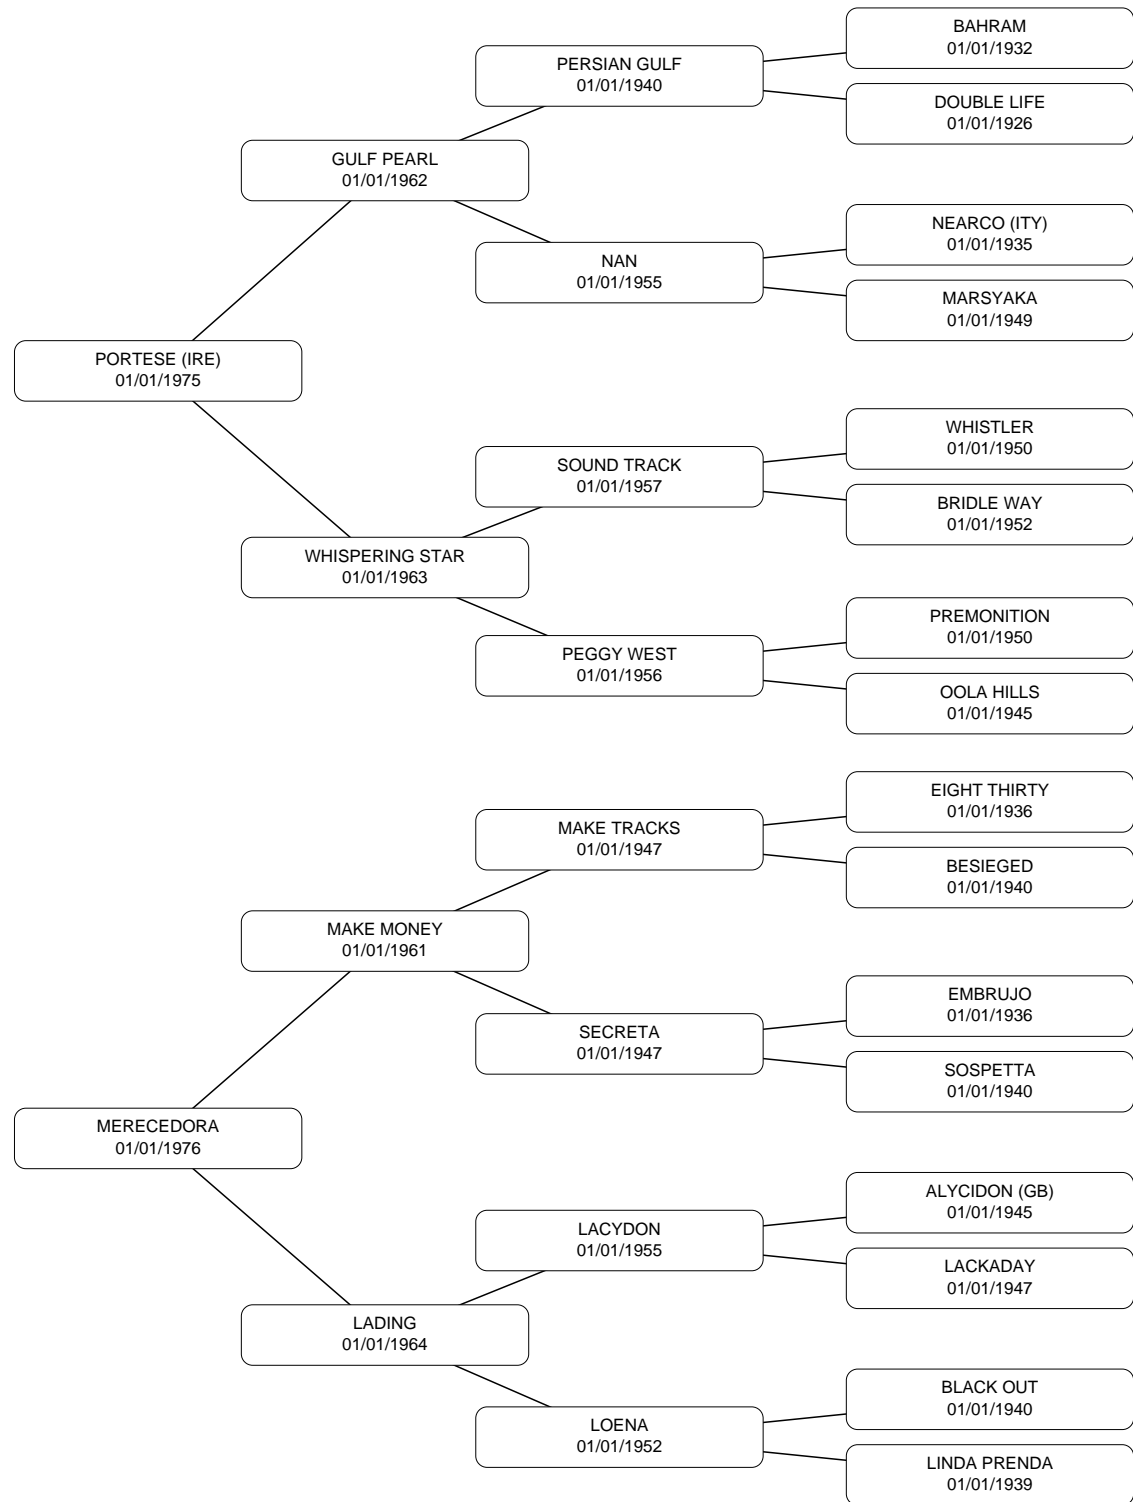 BAHRAM
01/01/1932
PERSIAN GULF
01/01/1940
DOUBLE LIFE
01/01/1926
GULF PEARL
01/01/1962
NEARCO (ITY)
01/01/1935
NAN
01/01/1955
MARSYAKA
01/01/1949
PORTESE (IRE)
01/01/1975
WHISTLER
01/01/1950
SOUND TRACK
01/01/1957
BRIDLE WAY
01/01/1952
WHISPERING STAR
01/01/1963
PREMONITION
01/01/1950
PEGGY WEST
01/01/1956
OOLA HILLS
01/01/1945
EIGHT THIRTY
01/01/1936
MAKE TRACKS
01/01/1947
BESIEGED
01/01/1940
MAKE MONEY
01/01/1961
EMBRUJO
01/01/1936
SECRETA
01/01/1947
SOSPETTA
01/01/1940
MERECEDORA
01/01/1976
ALYCIDON (GB)
01/01/1945
LACYDON
01/01/1955
LACKADAY
01/01/1947
LADING
01/01/1964
BLACK OUT
01/01/1940
LOENA
01/01/1952
LINDA PRENDA
01/01/1939